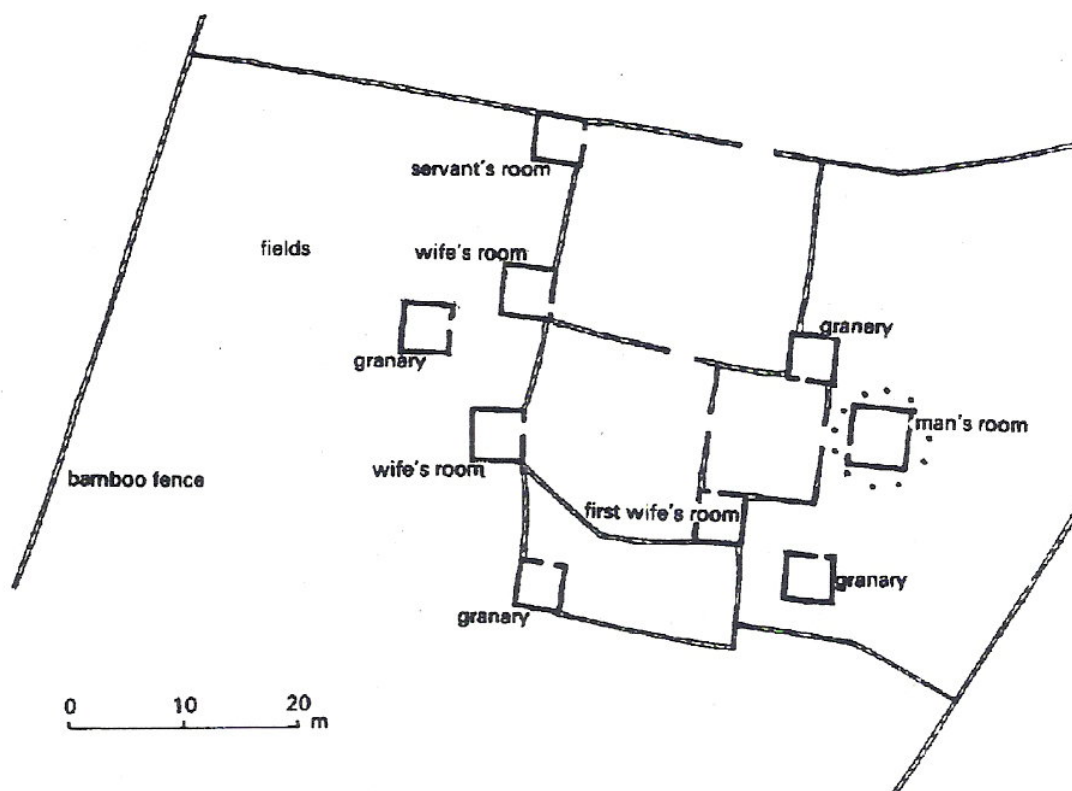 servant's room
fields
wife's room
granary
granary
man's room
bamboo fence
wife's room
first wife's room
granary
granary
0 10 20 m